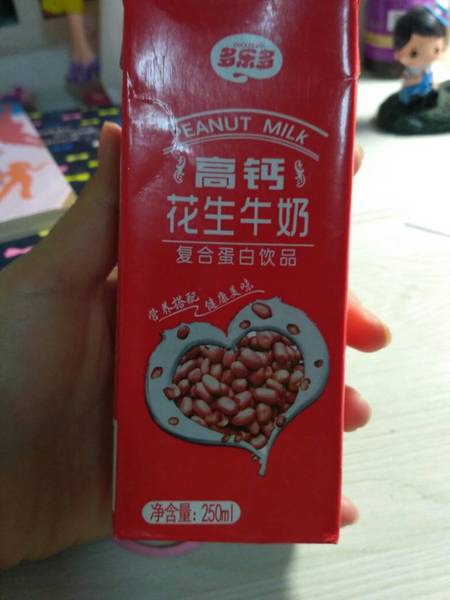 多乐多
PEANUT MILK
高钙
花生牛奶
复合蛋白饮品
营养搭配 健康美味
净含量：250ml